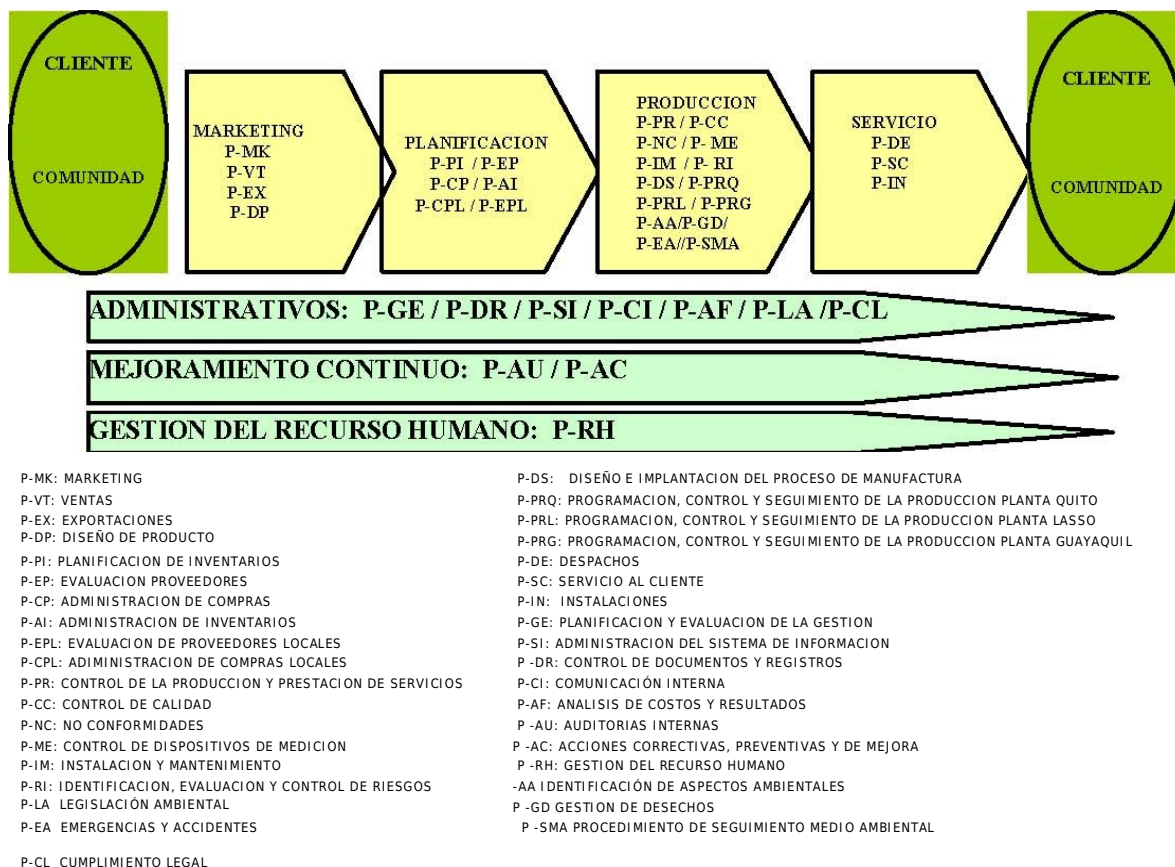 CLIENTE
COMUNIDAD
MARKETING
P-MK
P-VT
P-EX
P-DP
PLANIFICACION
P-PI / P-EP
P-CP / P-AI
P-CPL / P-EPL
PRODUCCION
P-PR / P-CC
P-NC / P- ME
P-IM / P- RI
P-DS / P-PRQ
P-PRL / P-PRG
P-AA/P-GD/
P-EA//P-SMA
SERVICIO
P-DE
P-SC
P-IN
CLIENTE
COMUNIDAD
ADMINISTRATIVOS: P-GE / P-DR / P-SI / P-CI / P-AF / P-LA /P-CL
MEJORAMIENTO CONTINUO: P-AU / P-AC
GESTION DEL RECURSO HUMANO: P-RH
P-MK: MARKETING
P-VT: VENTAS
P-EX: EXPORTACIONES
P-DP: DISEÑO DE PRODUCTO
P-PI: PLANIFICACION DE INVENTARIOS
P-EP: EVALUACION PROVEEDORES
P-CP: ADMINISTRACION DE COMPRAS
P-AI: ADMINISTRACION DE INVENTARIOS
P-EPL: EVALUACION DE PROVEEDORES LOCALES
P-CPL: ADIMINISTRACION DE COMPRAS LOCALES
P-PR: CONTROL DE LA PRODUCCION Y PRESTACION DE SERVICIOS
P-CC: CONTROL DE CALIDAD
P-NC: NO CONFORMIDADES
P-ME: CONTROL DE DISPOSITIVOS DE MEDICION
P-IM: INSTALACION Y MANTENIMIENTO
P-RI: IDENTIFICACION, EVALUACION Y CONTROL DE RIESGOS
P-LA LEGISLACIÓN AMBIENTAL
P-EA EMERGENCIAS Y ACCIDENTES
P-CL CUMPLIMIENTO LEGAL
P-DS: DISEÑO E IMPLANTACION DEL PROCESO DE MANUFACTURA
P-PRQ: PROGRAMACION, CONTROL Y SEGUIMIENTO DE LA PRODUCCION PLANTA QUITO
P-PRL: PROGRAMACION, CONTROL Y SEGUIMIENTO DE LA PRODUCCION PLANTA LASSO
P-PRG: PROGRAMACION, CONTROL Y SEGUIMIENTO DE LA PRODUCCION PLANTA GUAYAQUIL
P-DE: DESPACHOS
P-SC: SERVICIO AL CLIENTE
P-IN: INSTALACIONES
P-GE: PLANIFICACION Y EVALUACION DE LA GESTION
P-SI: ADMINISTRACION DEL SISTEMA DE INFORMACION
P -DR: CONTROL DE DOCUMENTOS Y REGISTROS
P-CI: COMUNICACIÓN INTERNA
P-AF: ANALISIS DE COSTOS Y RESULTADOS
P -AU: AUDITORIAS INTERNAS
P -AC: ACCIONES CORRECTIVAS, PREVENTIVAS Y DE MEJORA
P -RH: GESTION DEL RECURSO HUMANO
-AA IDENTIFICACIÓN DE ASPECTOS AMBIENTALES
P -GD GESTION DE DESECHOS
P -SMA PROCEDIMIENTO DE SEGUIMIENTO MEDIO AMBIENTAL